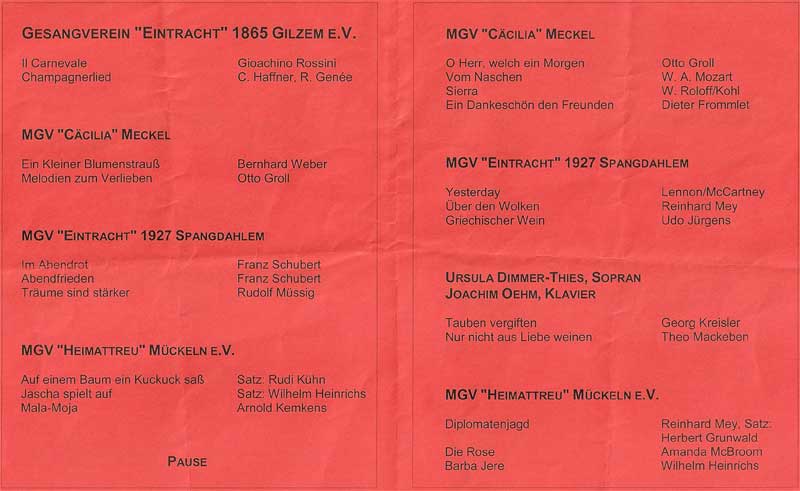 GESANGVEREIN "EINTRACHT" 1865 GILZEM E.V.
Il Carnevale Gioachino Rossini
Champagnerlied C. Haffner, R. Genée
MGV "CÄCILIA" MECKEL
Ein Kleiner Blumenstrauß Bernhard Weber
Melodien zum Verlieben Otto Groll
MGV "EINTRACHT" 1927 SPANGDAHLEM
Im Abendrot Franz Schubert
Abendfrieden Franz Schubert
Träume sind stärker Rudolf Müssig
MGV "HEIMATTREU" MÜCKELN E.V.
Auf einem Baum ein Kuckuck saß Satz: Rudi Kühn
Jascha spielt auf Satz: Wilhelm Heinrichs
Mala-Moja Arnold Kemkens
PAUSE
MGV "CÄCILIA" MECKEL
O Herr, welch ein Morgen Otto Groll
Vom Naschen W. A. Mozart
Sierra W. Roloff/Kohl
Ein Dankeschön den Freunden Dieter Frommlet
MGV "EINTRACHT" 1927 SPANGDAHLEM
Yesterday Lennon/McCartney
Über den Wolken Reinhard Mey
Griechischer Wein Udo Jürgens
URSULA DIMMER-THIES, SOPRAN
JOACHIM OEHM, KLAVIER
Tauben vergiften Georg Kreisler
Nur nicht aus Liebe weinen Theo Mackeben
MGV "HEIMATTREU" MÜCKELN E.V.
Diplomatenjagd Reinhard Mey, Satz:
Herbert Grunwald
Die Rose Amanda McBroom
Barba Jere Wilhelm Heinrichs